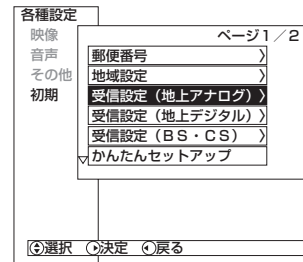 各種設定
映像
音声
その他
初期
ページ1／2
郵便番号 〉
地域設定 〉
受信設定（地上アナログ）〉
受信設定（地上デジタル）〉
受信設定（ＢＳ・ＣＳ） 〉
かんたんセットアップ
選択 決定 戻る